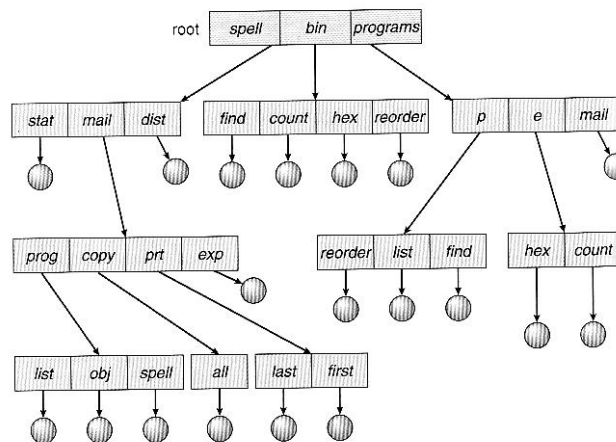 root spell bin programs
stat mail dist find count hex reorder p e mail
prog copy prt exp reorder list find hex count
list obj spell all last first